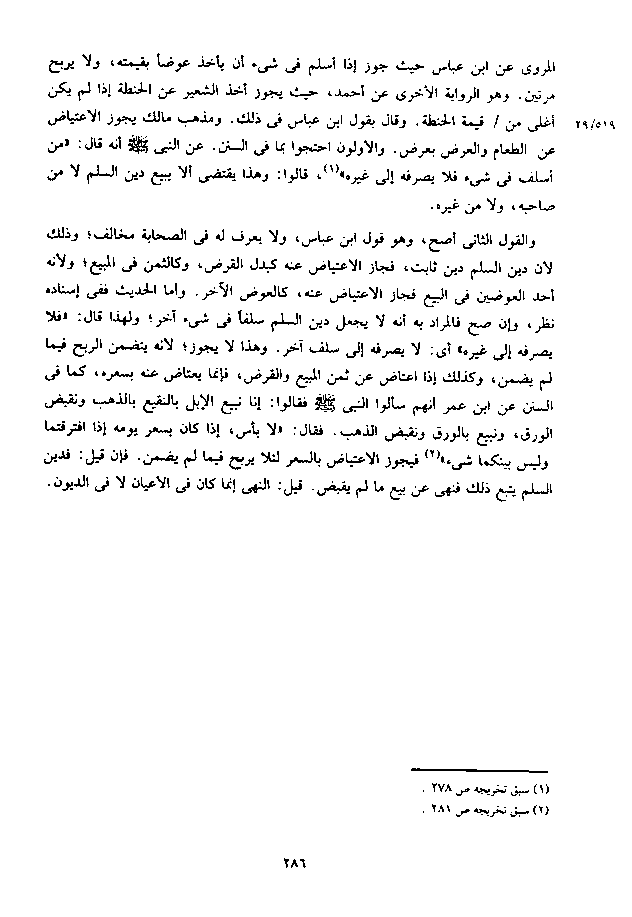 المروى عن ابن عباس حيث جوز إذا أسلم فى شىء أن يأخذ عوضاً بقيمته، ولا يربح
مرتين. وهو الرواية الأخرى عن أحمد، حيث يجوز أخذ الشعير عن الحنطة إذا لم يكن
٢٩/٥١٩ أغلى من / قيمة الحنطة. وقال بقول ابن عباس فى ذلك. ومذهب مالك يجوز الاعتياض
عن الطعام والعرض بعرض. والأولون احتجوا بما فى السنن. عن النبى ﷺ أنه قال: «من
أسلف فى شىء فلا يصرفه إلى غيره»(١)، قالوا: وهذا يقتضى ألا يبيع دين السلم لا من
صاحبه، ولا من غيره.
والقول الثانى أصح، وهو قول ابن عباس، ولا يعرف له فى الصحابة مخالف؛ وذلك
لأن دين السلم دين ثابت، فجاز الاعتياض عنه كبدل القرض، وكالثمن فى المبيع؛ ولأنه
أحد العوضين فى البيع فجاز الاعتياض عنه، كالعوض الآخر. وأما الحديث ففى إسناده
نظر، وإن صح فالمراد به أنه لا يجعل دين السلم سلفاً فى شىء آخر؛ ولهذا قال: «فلا
يصرفه إلى غيره» أى: لا يصرفه إلى سلف آخر. وهذا لا يجوز؛ لأنه يتضمن الربح فيما
لم يضمن، وكذلك إذا اعتاض عن ثمن المبيع والقرض، فإنما يعتاض عنه بسعره، كما فى
السنن عن ابن عمر أنهم سألوا النبى ﷺ فقالوا: إنا نبيع الإبل بالنقيع بالذهب ونقبض
الورق، ونبيع بالورق ونقبض الذهب. فقال: «لا بأس، إذا كان بسعر يومه إذا افترقتما
وليس بينكما شىء»(٢) فيجوز الاعتياض بالسعر لئلا يربح فيما لم يضمن. فإن قيل: فدين
السلم يتبع ذلك فنهى عن بيع ما لم يقبض. قيل: النهى إنما كان فى الأعيان لا فى الديون.
(١) سبق تخريجه ص ٢٧٨ .
(٢) سبق تخريجه ص ٢٨١ .
٢٨٦